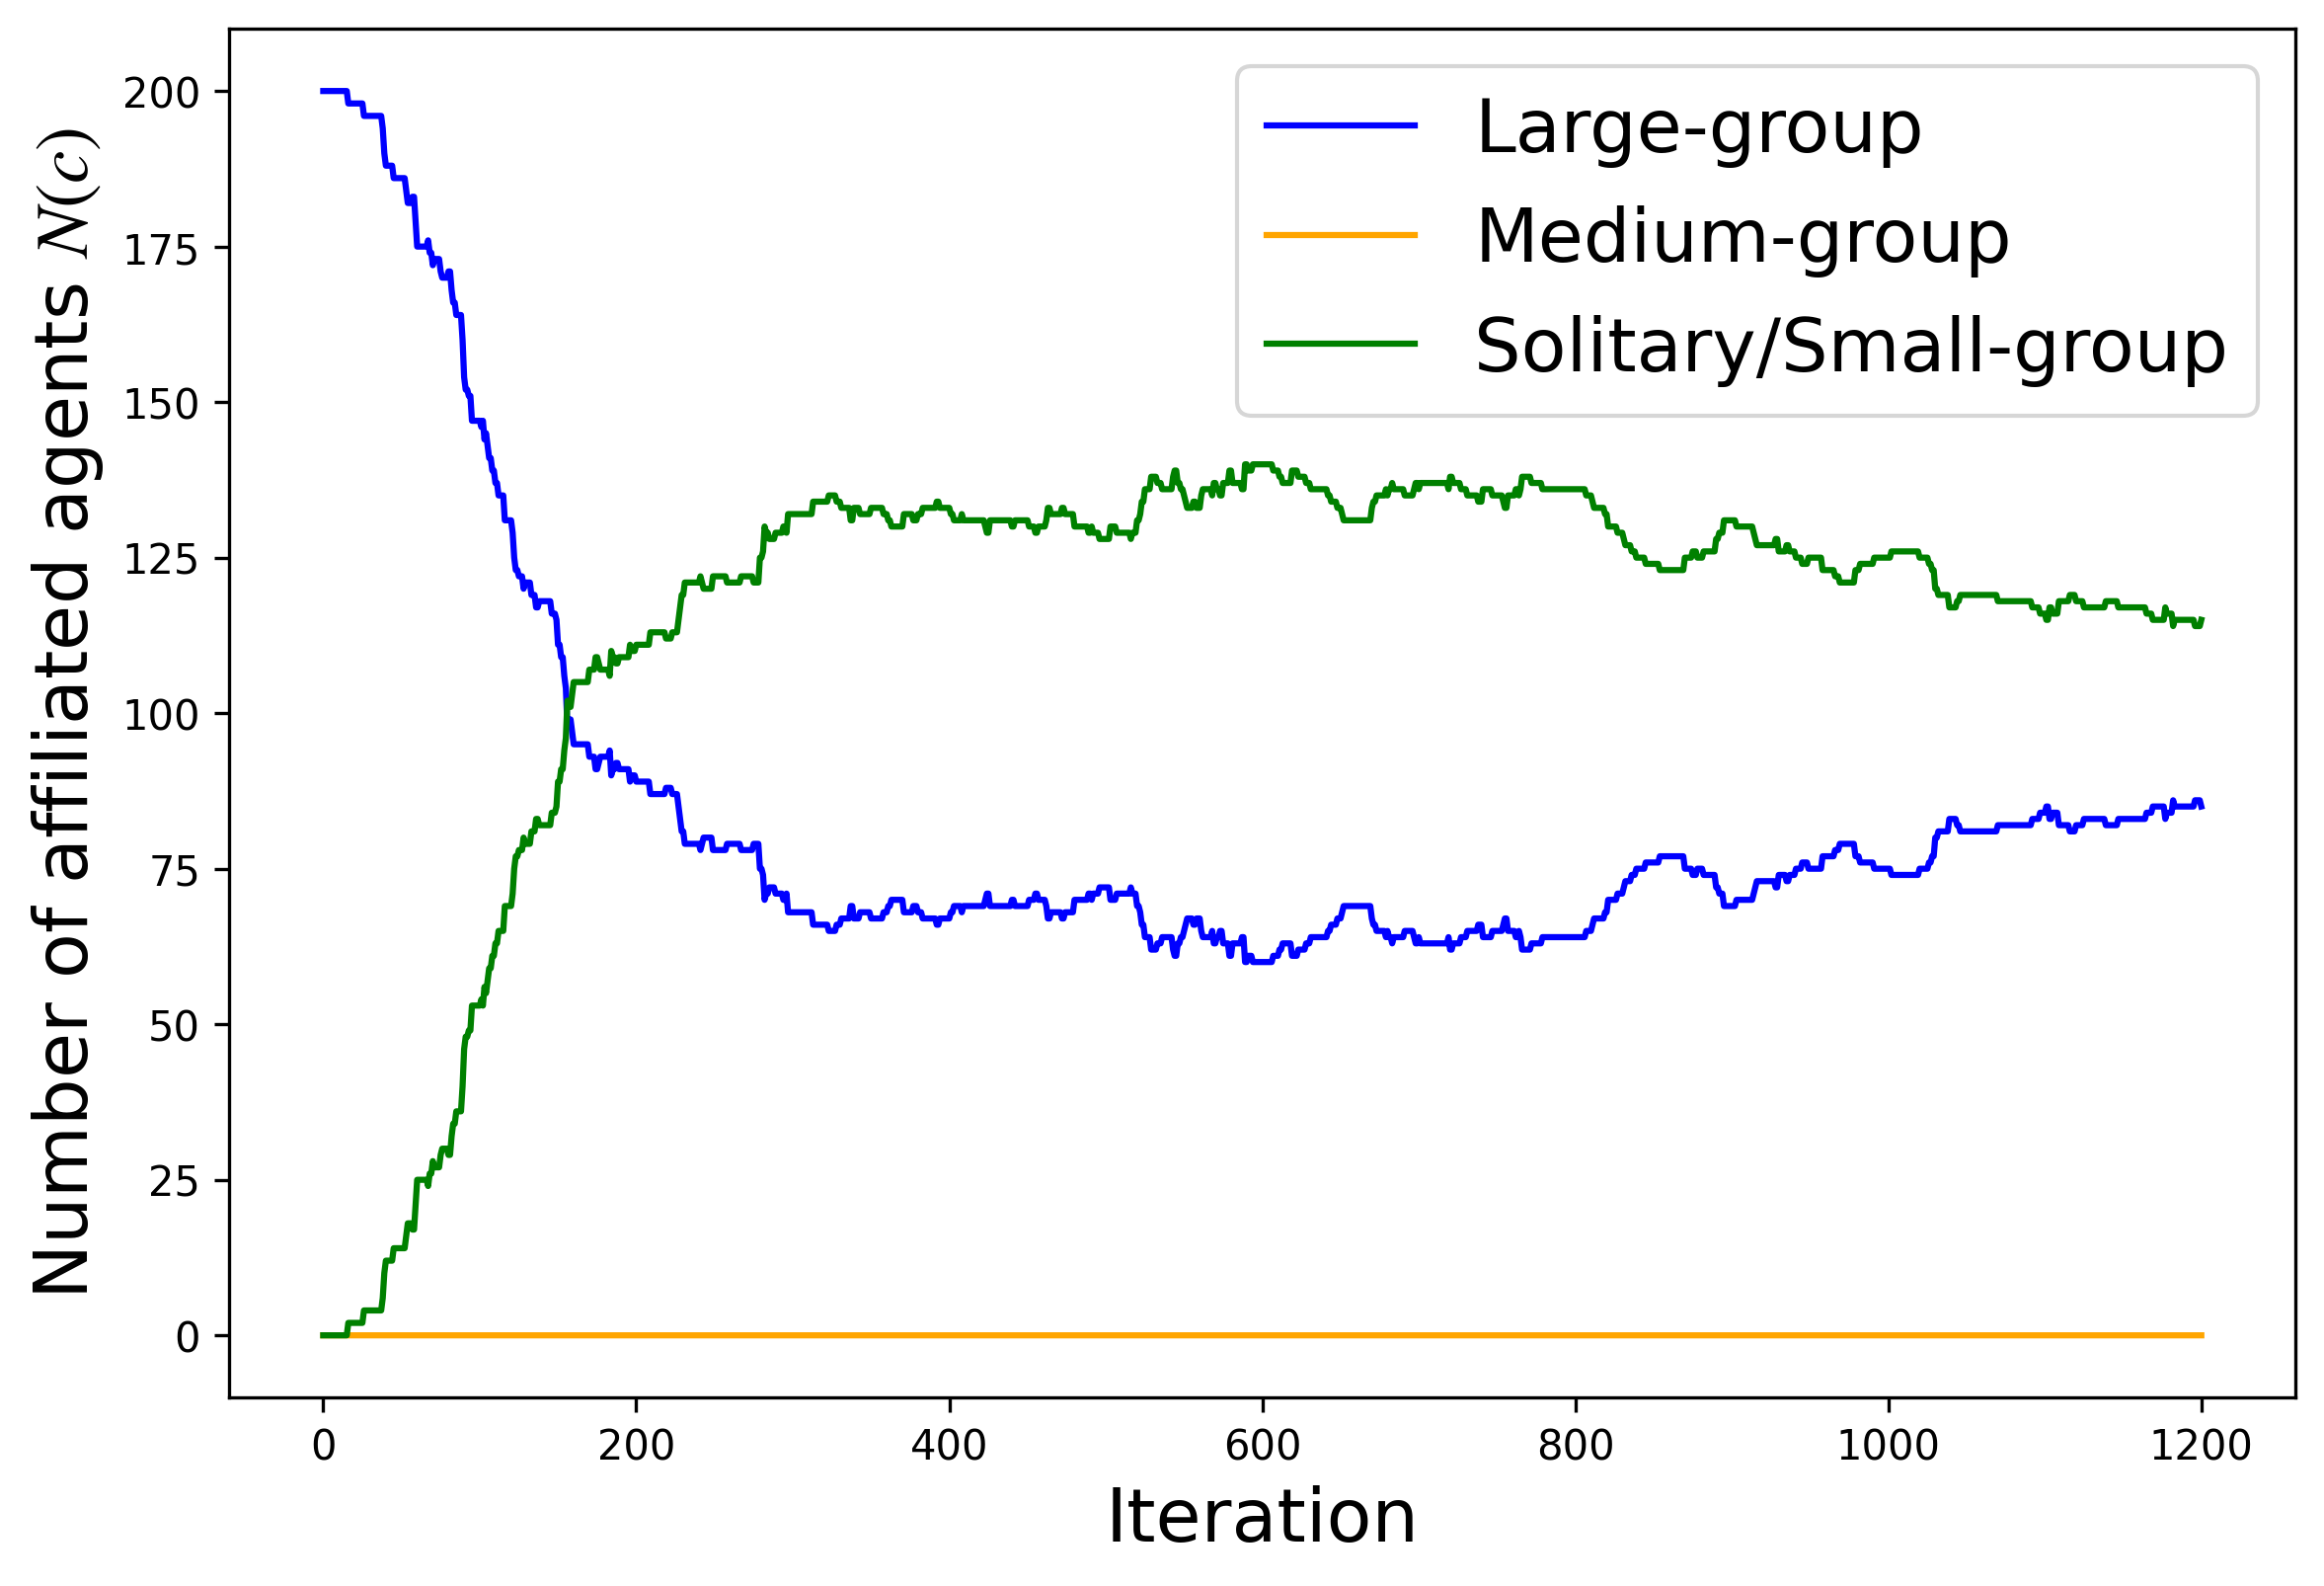 Number of affiliated agents N(c)
200
175
150
125
100
75
50
25
0
Large-group
Medium-group
Solitary/Small-group
0 200 400 600 800 1000 1200
Iteration